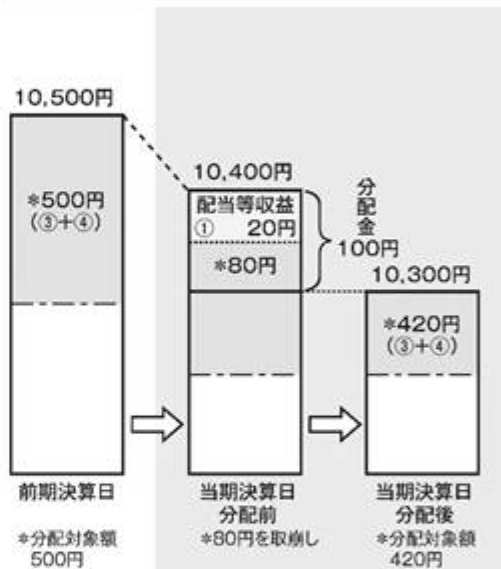 10,500円
*500円
(③+④)
前期決算日
*分配対象額
500円
10,400円
配当等収益
① 20円
*80円
分配金
100円
当期決算日
分配前
*80円を取崩し
10,300円
*420円
(③+④)
当期決算日
分配後
*分配対象額
420円